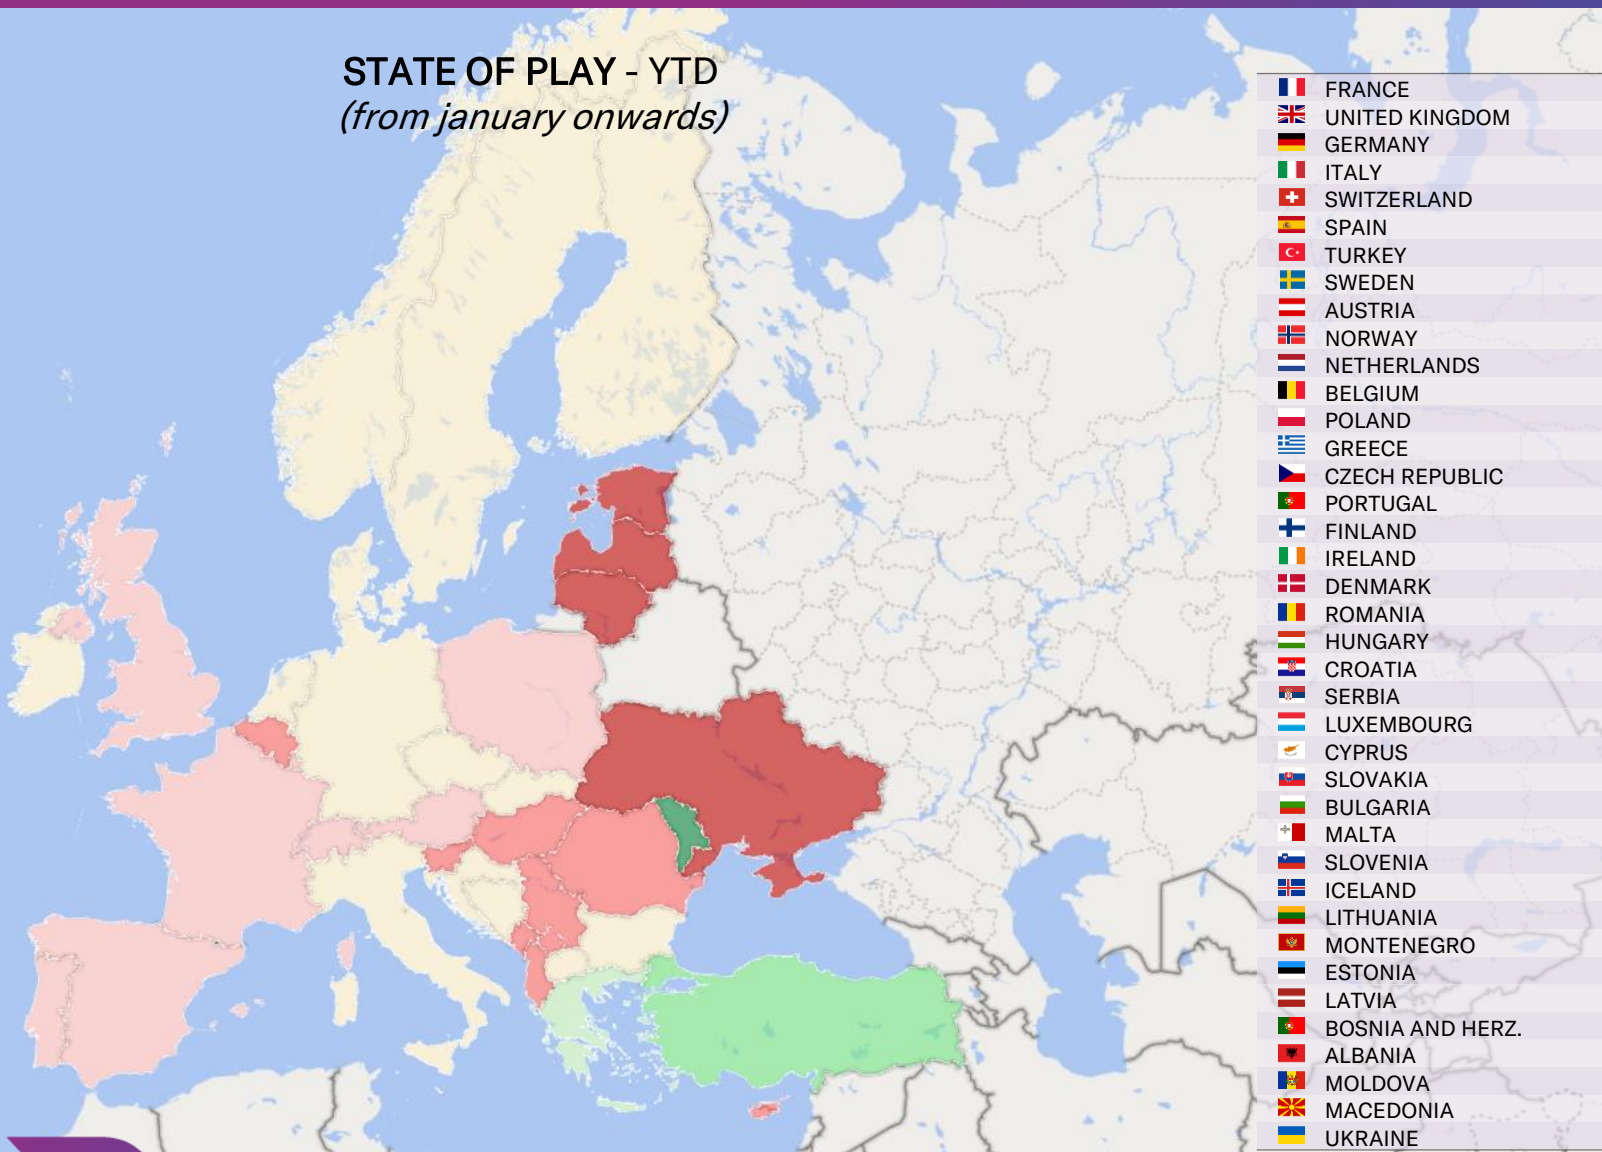 STATE OF PLAY - YTD
(from january onwards)
FRANCE
UNITED KINGDOM
GERMANY
ITALY
SWITZERLAND
SPAIN
TURKEY
SWEDEN
AUSTRIA
NORWAY
NETHERLANDS
BELGIUM
POLAND
GREECE
CZECH REPUBLIC
PORTUGAL
FINLAND
IRELAND
DENMARK
ROMANIA
HUNGARY
CROATIA
SERBIA
LUXEMBOURG
CYPRUS
SLOVAKIA
BULGARIA
MALTA
SLOVENIA
ICELAND
LITHUANIA
MONTENEGRO
ESTONIA
LATVIA
BOSNIA AND HERZ.
ALBANIA
MOLDOVA
MACEDONIA
UKRAINE